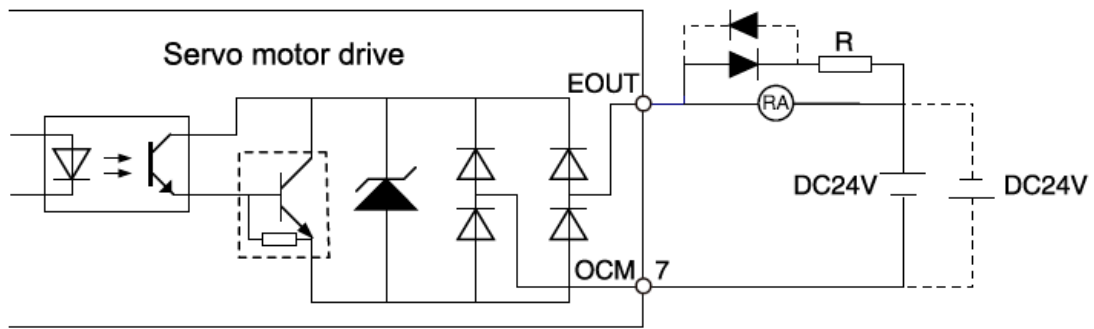 Servo motor drive
EOUT
R
RA
DC24V
DC24V
OCM
7